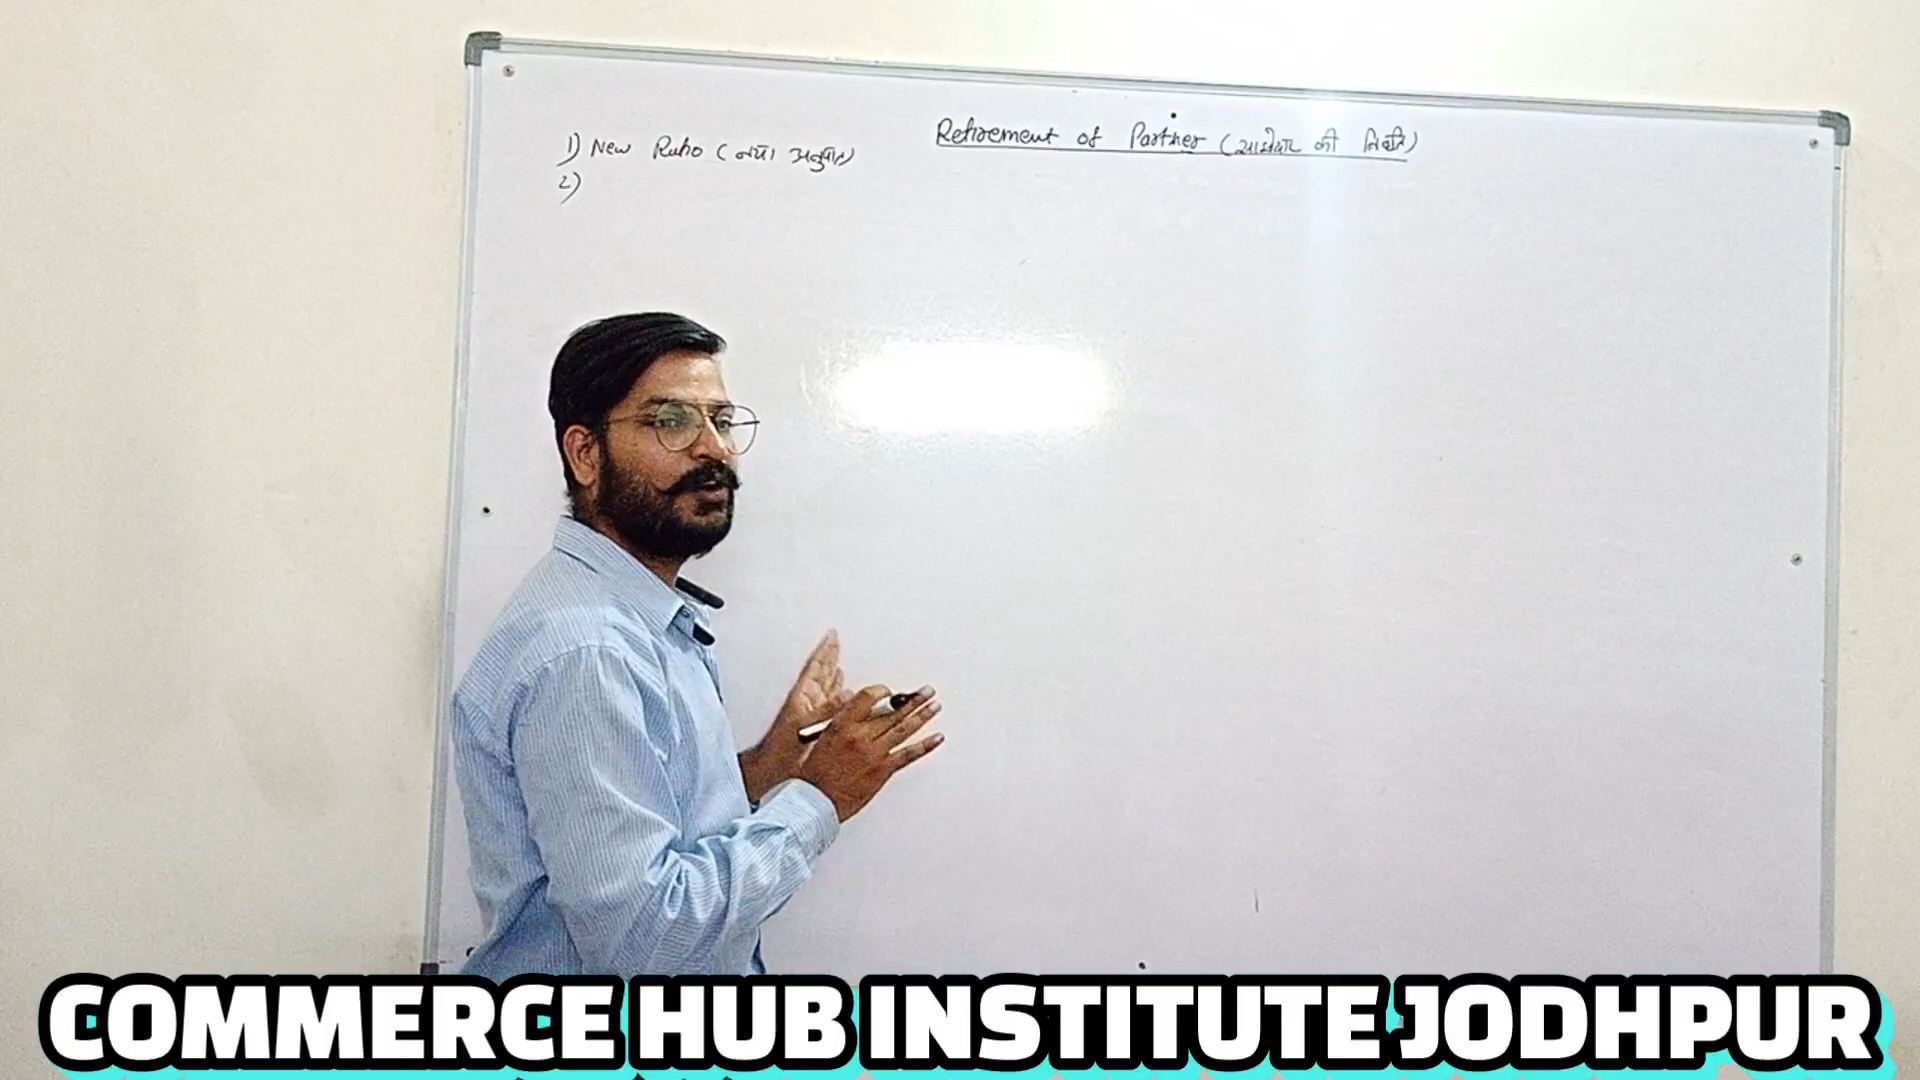 Retirement of Partner (साझेदार की निवृति)
1) New Ratio (नया अनुपात)
2)
COMMERCE HUB INSTITUTE JODHPUR